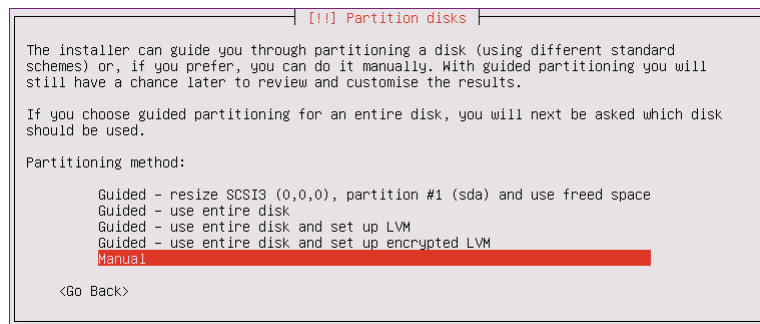 [!!] Partition disks
The installer can guide you through partitioning a disk (using different standard
schemes) or, if you prefer, you can do it manually. With guided partitioning you will
still have a chance later to review and customise the results.
If you choose guided partitioning for an entire disk, you will next be asked which disk
should be used.
Partitioning method:
Guided - resize SCSI3 (0,0,0), partition #1 (sda) and use freed space
Guided - use entire disk
Guided - use entire disk and set up LVM
Guided - use entire disk and set up encrypted LVM
Manual
<Go Back>